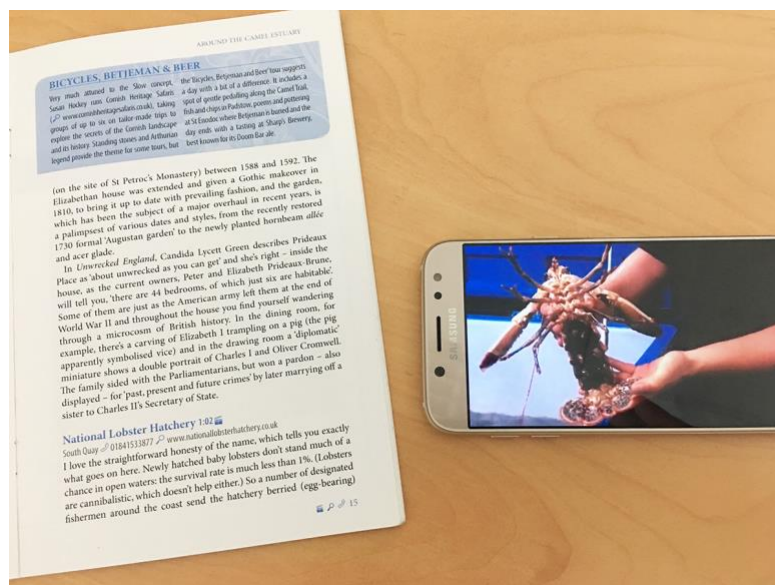 AROUND THE CAMEL ESTUARY
BICYCLES, BETJEMAN & BEER
Very much attuned to the Slow concept,
Susan Hockey runs Cornish Heritage Safaris
(www.cornishheritagesafaris.co.uk), taking
groups of up to six on tailor-made trips to
explore the secrets of the Cornish landscape
and its history. Standing stones and Arthurian
legend provide the theme for some tours, but
the 'Bicycles, Betjeman and Beer' tour suggests
a day with a bit of a difference. It includes a
spot of gentle pedalling along the Camel Trail,
fish and chips in Padstow, poems and pottering
at St Enodoc where Betjeman is buried and the
day ends with a tasting at Sharp's Brewery,
best known for its Doom Bar ale.
(on the site of St Petroc's Monastery) between 1588 and 1592. The
Elizabethan house was extended and given a Gothic makeover in
1810, to bring it up to date with prevailing fashion, and the garden,
which has been the subject of a major overhaul in recent years, is
a palimpsest of various dates and styles, from the recently restored
1730 formal 'Augustan garden' to the newly planted hornbeam allée
and acer glade.
In Unwrecked England, Candida Lycett Green describes Prideaux
Place as 'about unwrecked as you can get' and she's right – inside the
house, as the current owners, Peter and Elizabeth Prideaux-Brune,
will tell you, 'there are 44 bedrooms, of which just six are habitable'.
Some of them are just as the American army left them at the end of
World War II and throughout the house you find yourself wandering
through a microcosm of British history. In the dining room, for
example, there's a carving of Elizabeth I trampling on a pig (the pig
apparently symbolised vice) and in the drawing room a 'diplomatic'
miniature shows a double portrait of Charles I and Oliver Cromwell.
The family sided with the Parliamentarians, but won a pardon – also
displayed – for 'past, present and future crimes' by later marrying off a
sister to Charles II's Secretary of State.
National Lobster Hatchery 1:02
South Quay 01841533877 www.nationallobsterhatchery.co.uk
I love the straightforward honesty of the name, which tells you exactly
what goes on here. Newly hatched baby lobsters don't stand much of a
chance in open waters: the survival rate is much less than 1%. (Lobsters
are cannibalistic, which doesn't help either.) So a number of designated
fishermen around the coast send the hatchery berried (egg-bearing)
15
SAMSUNG